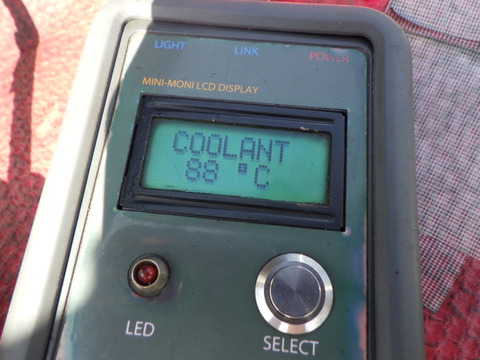 LIGHT LINK POWER
MINI-MONI LCD DISPLAY
COOLANT
88 °C
LED
SELECT